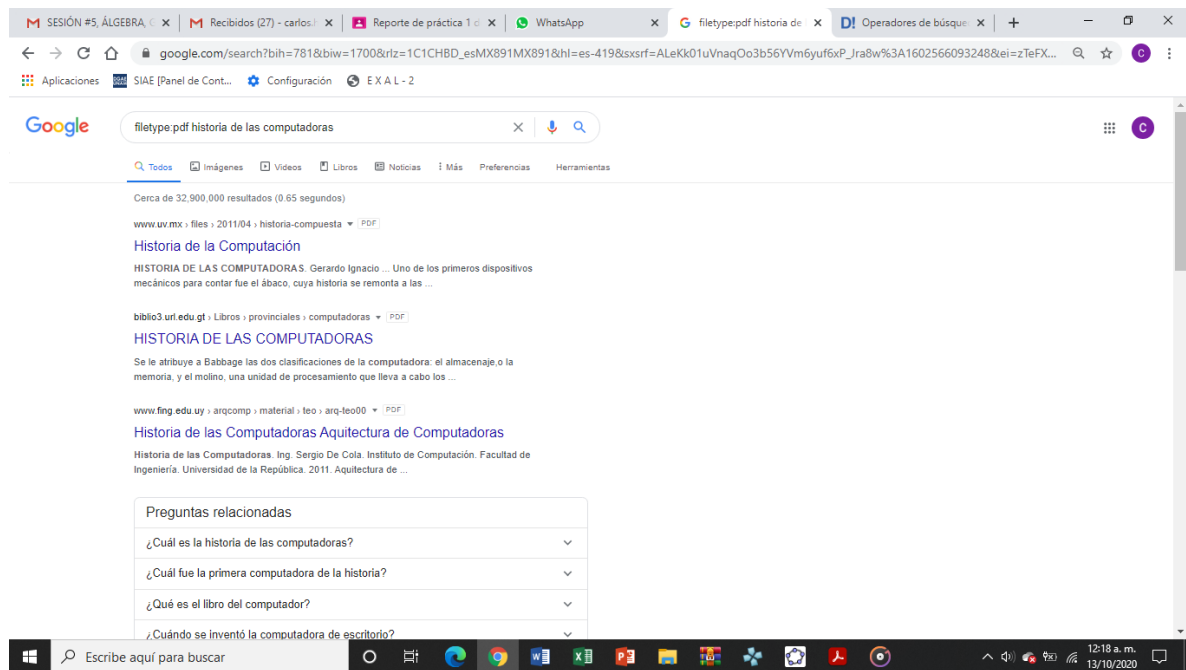 SESIÓN #5, ÁLGEBRA, G
Recibidos (27) - carlos.h
Reporte de práctica 1 d
WhatsApp
filetype:pdf historia de
Operadores de búsque
google.com/search?bih=781&biw=1700&rlz=1C1CHBD_esMX891MX891&hl=es-419&sxsrf=ALeKk01uVnaqOo3b56YVm6yuf6xP_Jra8w%3A1602566093248&ei=zTeFX...
C
Aplicaciones
SIAE [Panel de Cont...
Configuración
E X A L - 2
Google
filetype:pdf historia de las computadoras
C
Todos
Imágenes
Videos
Libros
Noticias
Más
Preferencias
Herramientas
Cerca de 32,900,000 resultados (0.65 segundos)
www.uv.mx › files › 2011/04 › historia-compuesta PDF
Historia de la Computación
HISTORIA DE LAS COMPUTADORAS. Gerardo Ignacio ... Uno de los primeros dispositivos
mecánicos para contar fue el ábaco, cuya historia se remonta a las ...
biblio3.url.edu.gt › Libros › provinciales › computadoras PDF
HISTORIA DE LAS COMPUTADORAS
Se le atribuye a Babbage las dos clasificaciones de la computadora: el almacenaje,o la
memoria, y el molino, una unidad de procesamiento que lleva a cabo los ...
www.fing.edu.uy › arqcomp › material › teo › arq-teo00 PDF
Historia de las Computadoras Aquitectura de Computadoras
Historia de las Computadoras. Ing. Sergio De Cola. Instituto de Computación. Facultad de
Ingeniería. Universidad de la República. 2011. Aquitectura de ...
Preguntas relacionadas
¿Cuál es la historia de las computadoras?
¿Cuál fue la primera computadora de la historia?
¿Qué es el libro del computador?
¿Cuándo se inventó la computadora de escritorio?
Escribe aquí para buscar
12:18 a. m.
13/10/2020